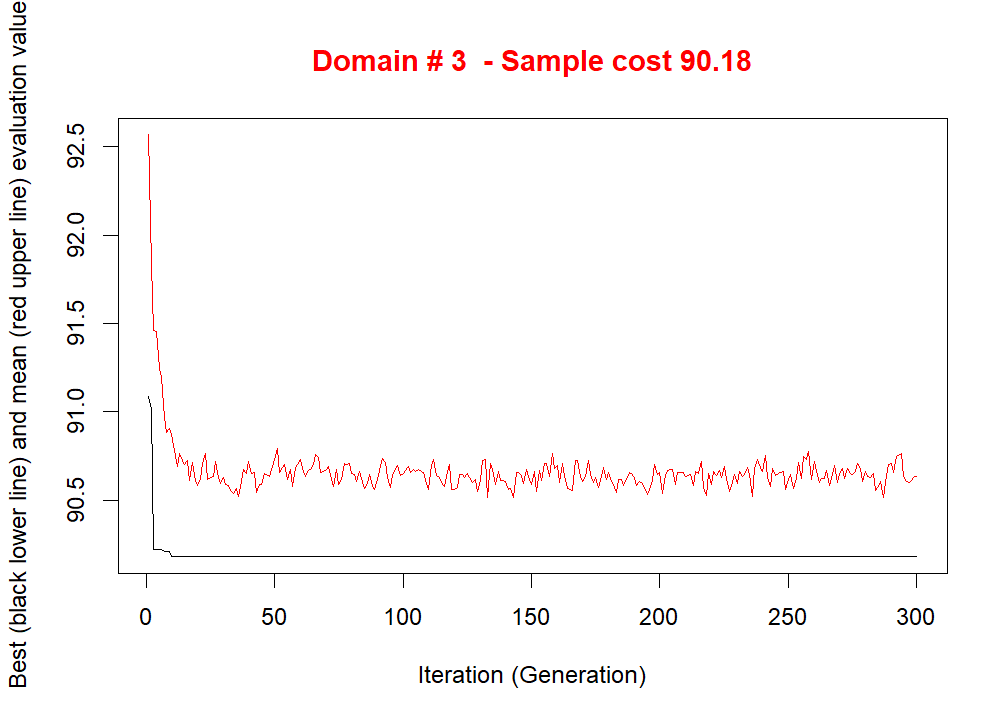 Domain # 3  - Sample cost 90.18
Best (black lower line) and mean (red upper line) evaluation value
92.5
92.0
91.5
91.0
90.5
0 50 100 150 200 250 300
Iteration (Generation)